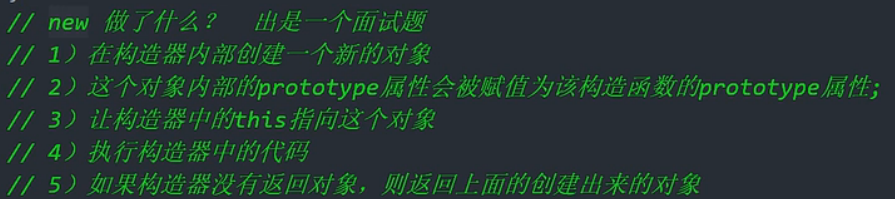 // new 做了什么？ 出是一个面试题
// 1）在构造器内部创建一个新的对象
// 2）这个对象内部的prototype属性会被赋值为该构造函数的prototype属性;
// 3）让构造器中的this指向这个对象
// 4）执行构造器中的代码
// 5）如果构造器没有返回对象，则返回上面的创建出来的对象